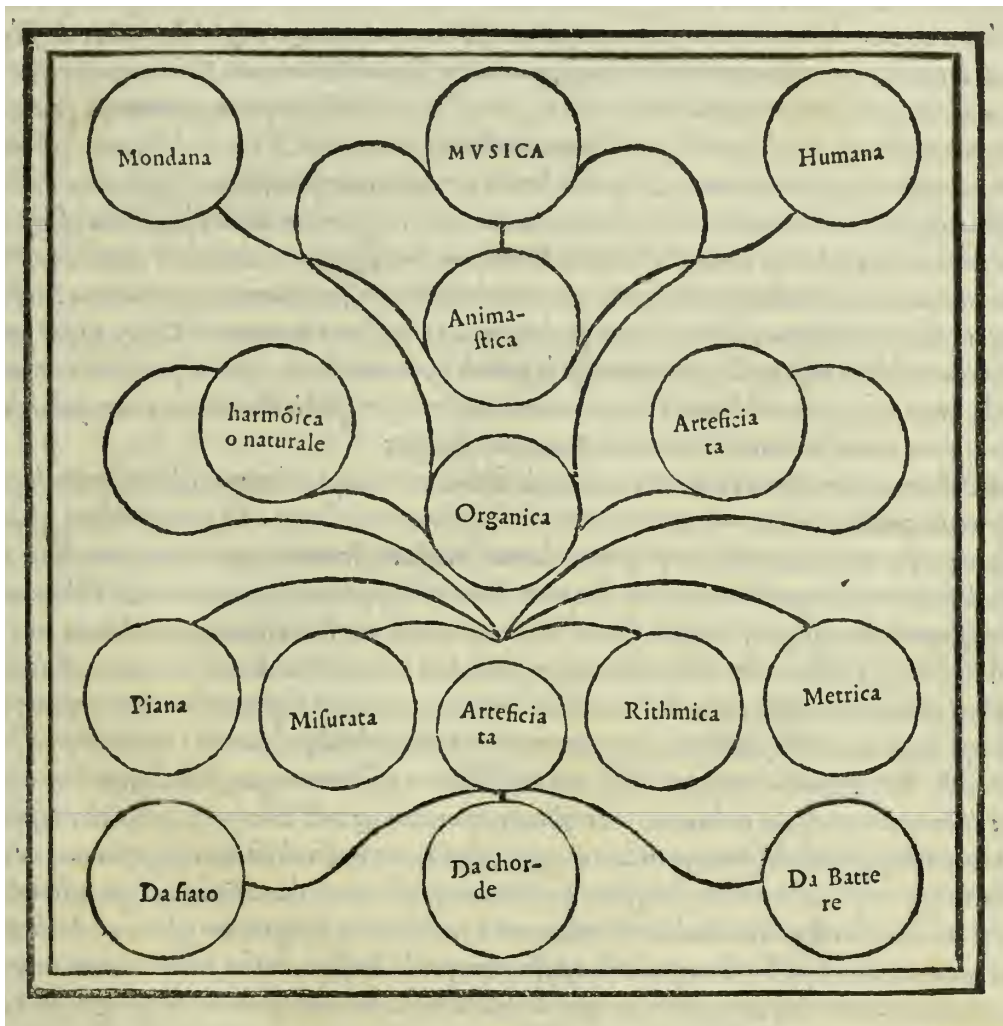 Mondana
MVSICA
Humana
Anima-
ſtica
harmõica
o naturale
Arteficia
ta
Organica
Piana
Miſurata
Arteficia
ta
Rithmica
Metrica
Da fiato
Da chor-
de
Da Batte
re